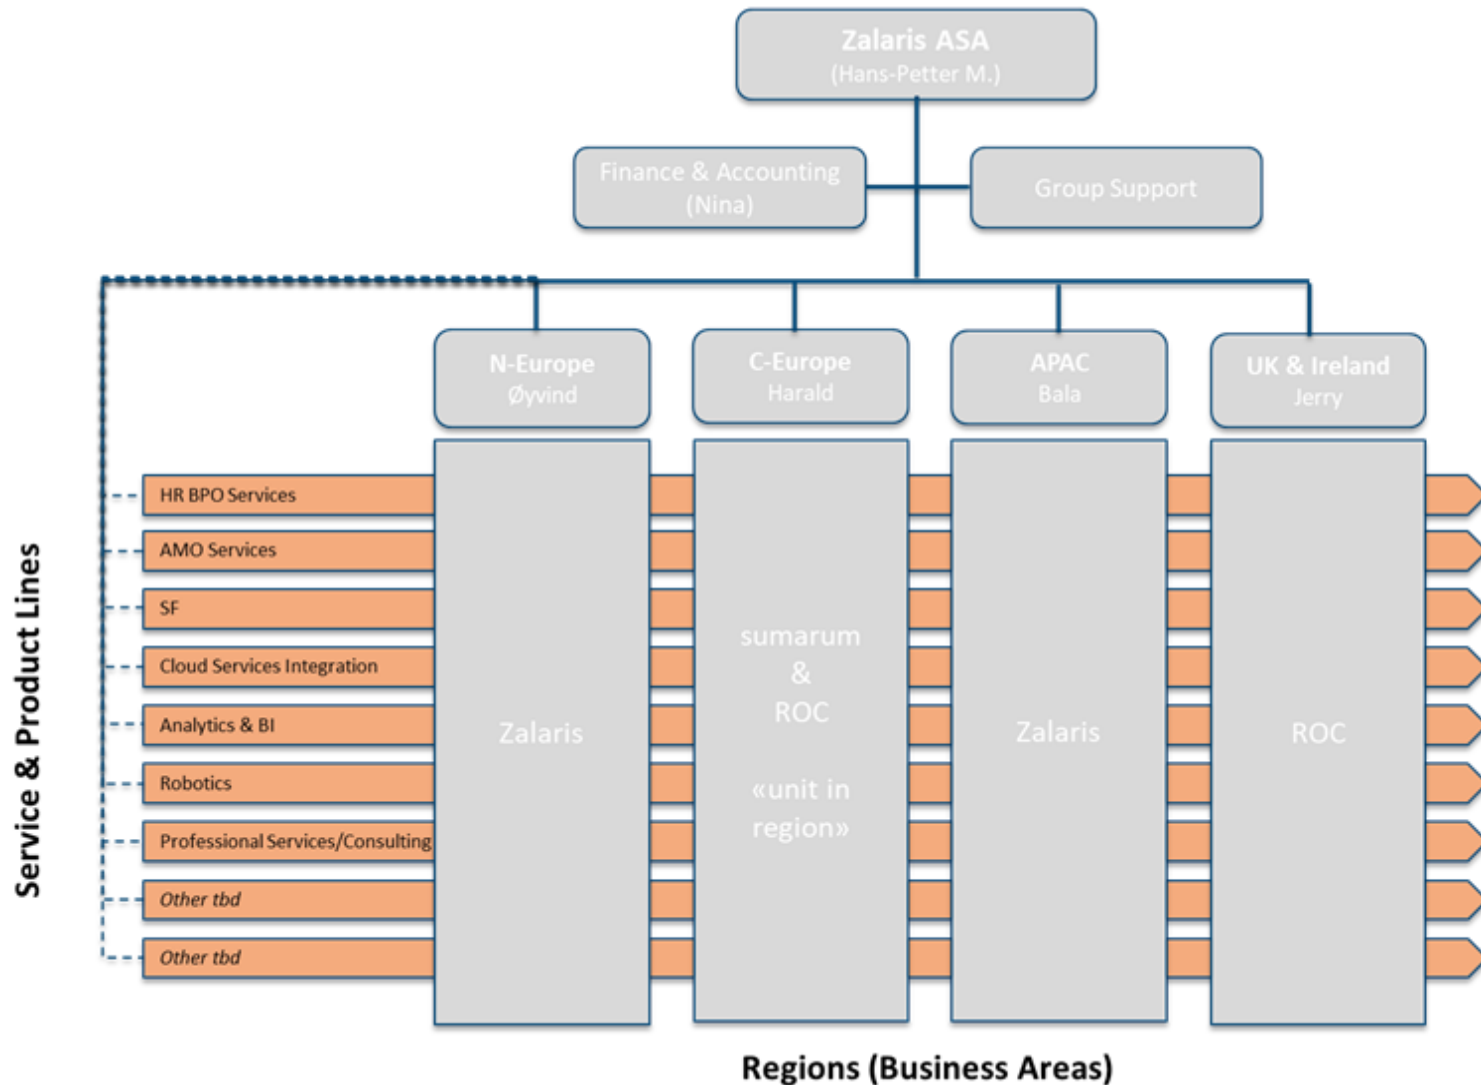 Zalaris ASA
(Hans-Petter M.)
Finance & Accounting
(Nina)
Group Support
N-Europe
Øyvind
C-Europe
Harald
APAC
Bala
UK & Ireland
Jerry
Service & Product Lines
HR BPO Services
AMO Services
SF
Cloud Services Integration
Analytics & BI
Robotics
Professional Services/Consulting
Other tbd
Other tbd
Zalaris
sumarum
&
ROC
«unit in
region»
Zalaris
ROC
Regions (Business Areas)